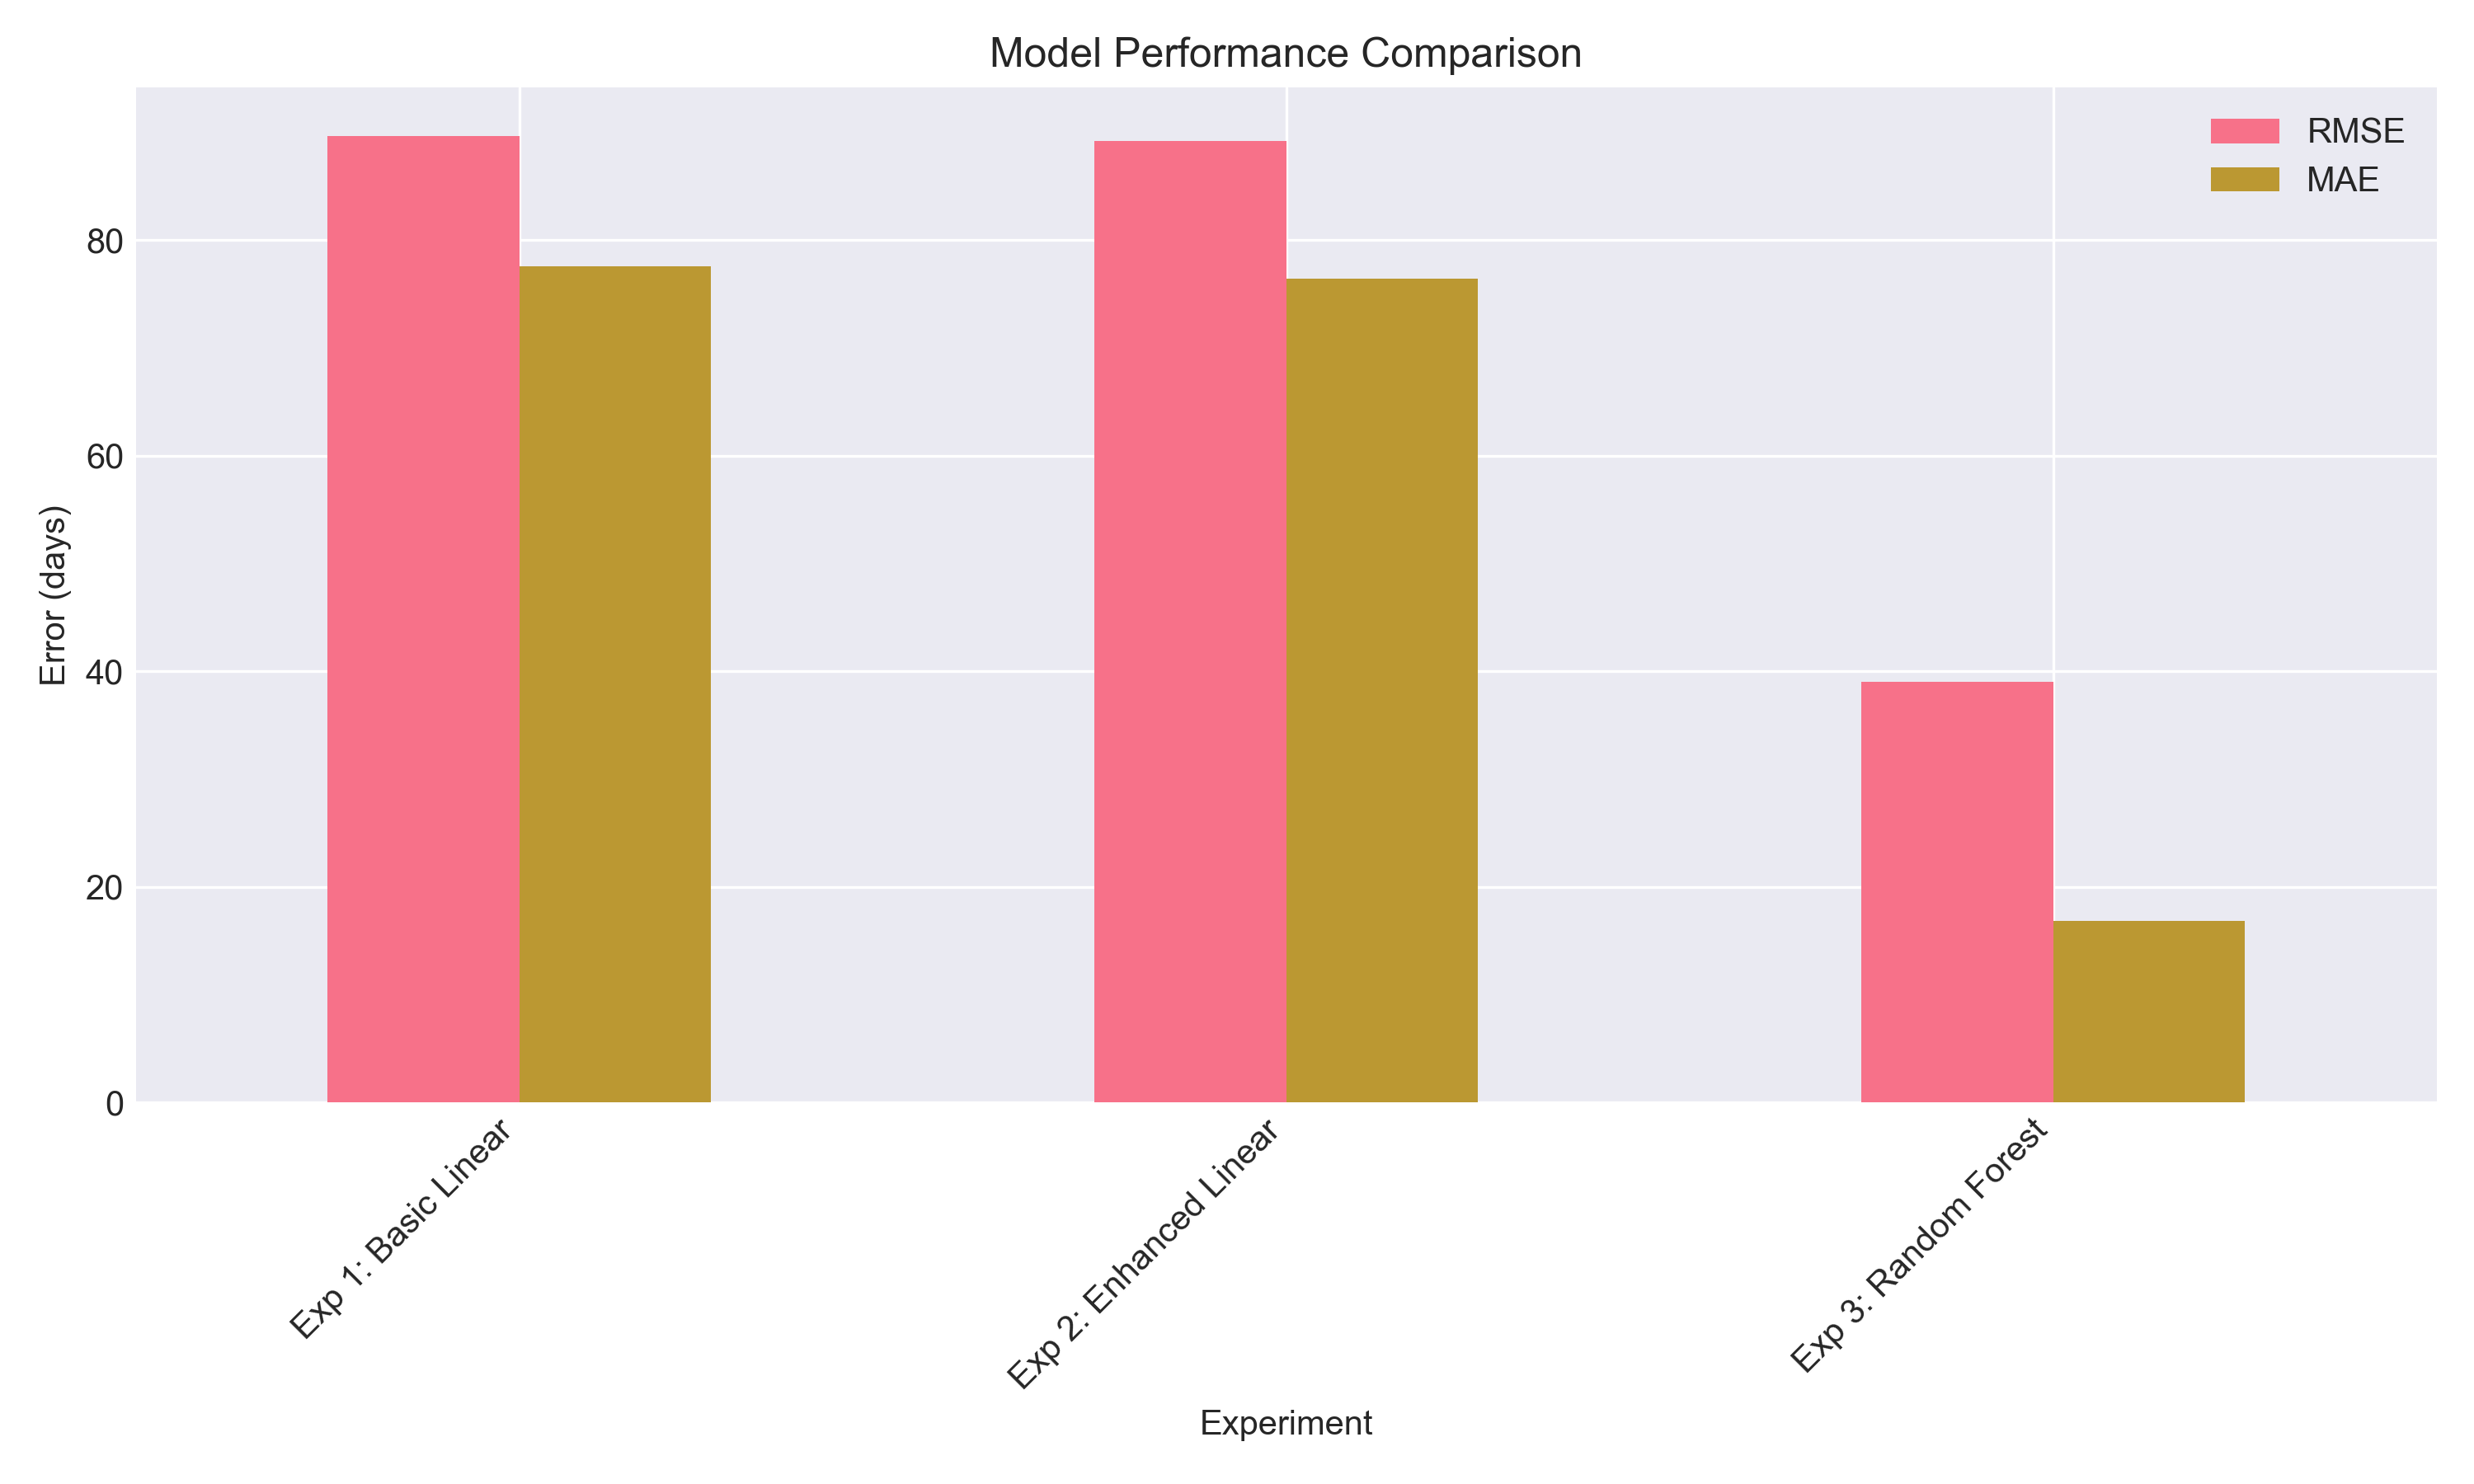 Model Performance Comparison
RMSE
MAE
80
60
40
20
0
Error (days)
Exp 1: Basic Linear
Exp 2: Enhanced Linear
Exp 3: Random Forest
Experiment